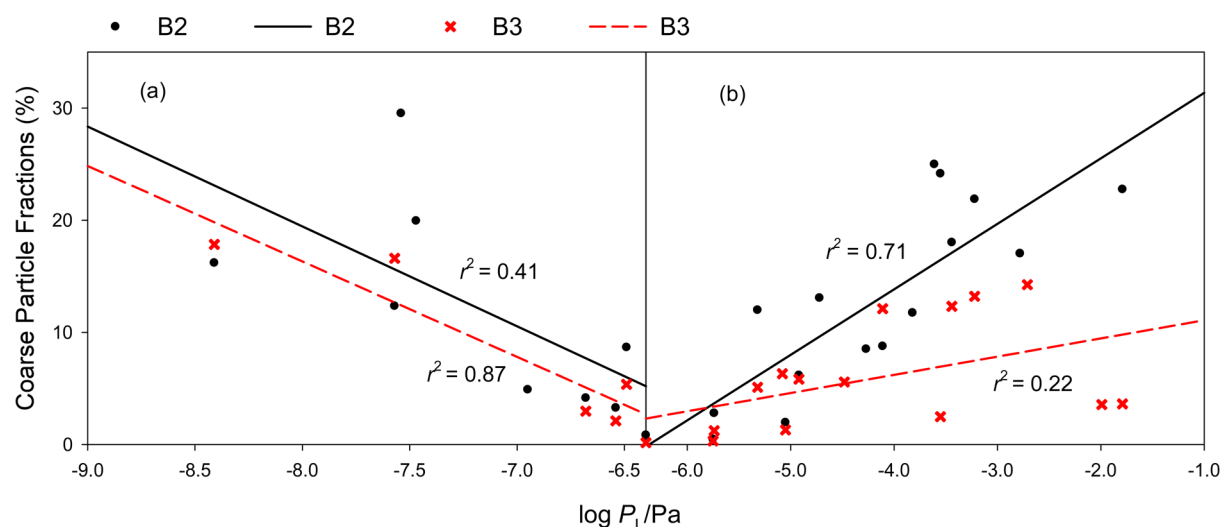 B2 B2 B3 B3
(a) (b)
Coarse Particle Fractions (%)
30
20
10
0
r² = 0.41
r² = 0.87
r² = 0.71
r² = 0.22
-9.0 -8.5 -8.0 -7.5 -7.0 -6.5 -6.0 -5.0 -4.0 -3.0 -2.0 -1.0
log P_L/Pa